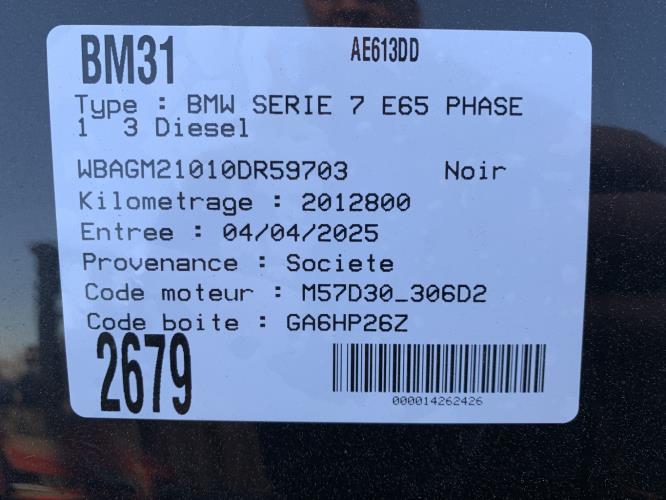 BM31 AE613DD
Type : BMW SERIE 7 E65 PHASE
1 3 Diesel
WBAGM21010DR59703 Noir
Kilometrage : 2012800
Entree : 04/04/2025
Provenance : Societe
Code moteur : M57D30_306D2
Code boite : GA6HP26Z
2679
000014262426